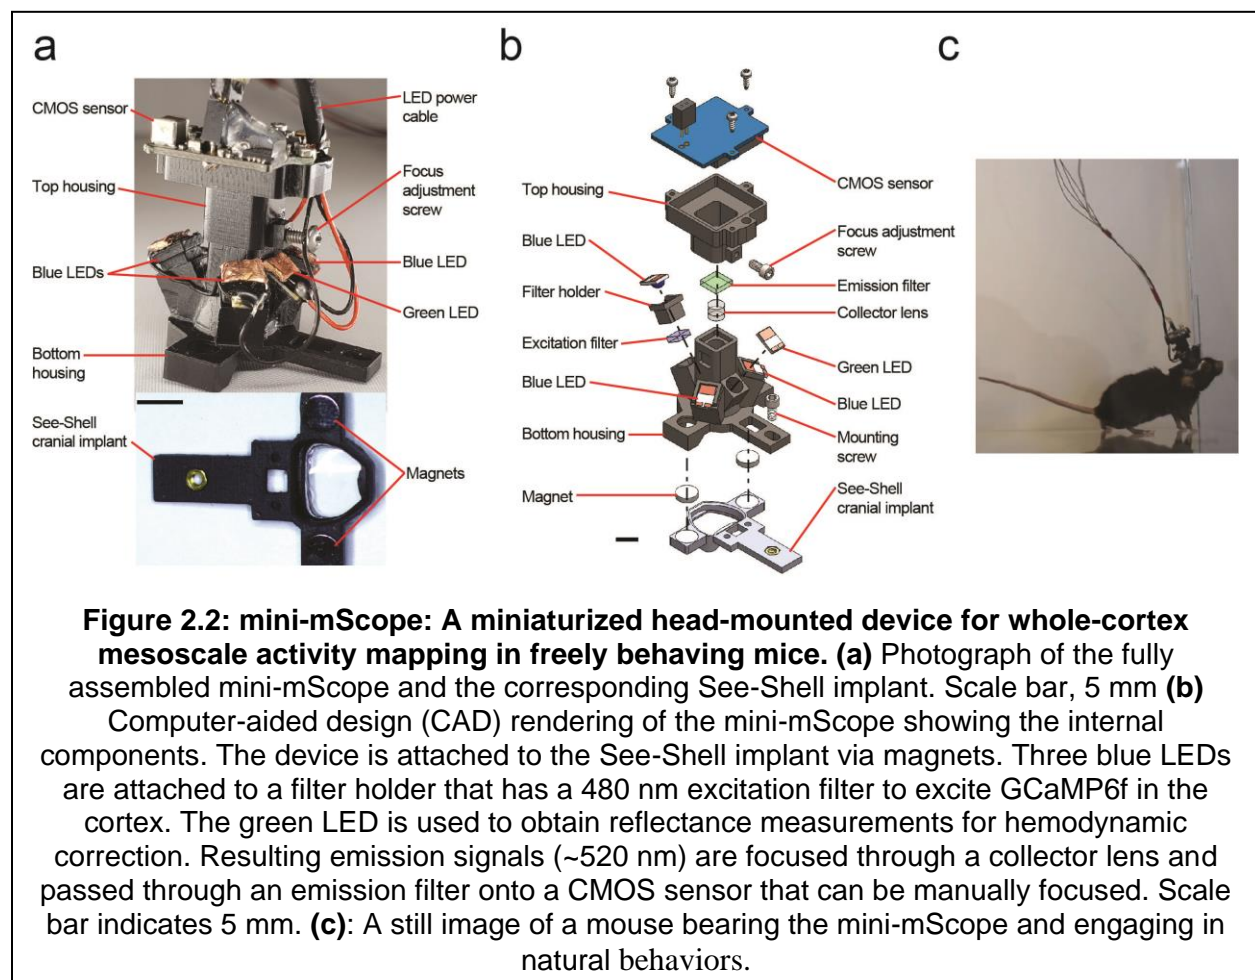 a
CMOS sensor
Top housing
Blue LEDs
Bottom
housing
See-Shell
cranial implant
LED power
cable
Focus
adjustment
screw
Blue LED
Green LED
Magnets
b
Top housing
Blue LED
Filter holder
Excitation filter
Blue LED
Bottom housing
Magnet
CMOS sensor
Focus adjustment
screw
Emission filter
Collector lens
Green LED
Blue LED
Mounting
screw
See-Shell
cranial implant
c
Figure 2.2: mini-mScope: A miniaturized head-mounted device for whole-cortex
mesoscale activity mapping in freely behaving mice. (a) Photograph of the fully
assembled mini-mScope and the corresponding See-Shell implant. Scale bar, 5 mm (b)
Computer-aided design (CAD) rendering of the mini-mScope showing the internal
components. The device is attached to the See-Shell implant via magnets. Three blue LEDs
are attached to a filter holder that has a 480 nm excitation filter to excite GCaMP6f in the
cortex. The green LED is used to obtain reflectance measurements for hemodynamic
correction. Resulting emission signals (~520 nm) are focused through a collector lens and
passed through an emission filter onto a CMOS sensor that can be manually focused. Scale
bar indicates 5 mm. (c): A still image of a mouse bearing the mini-mScope and engaging in
natural behaviors.